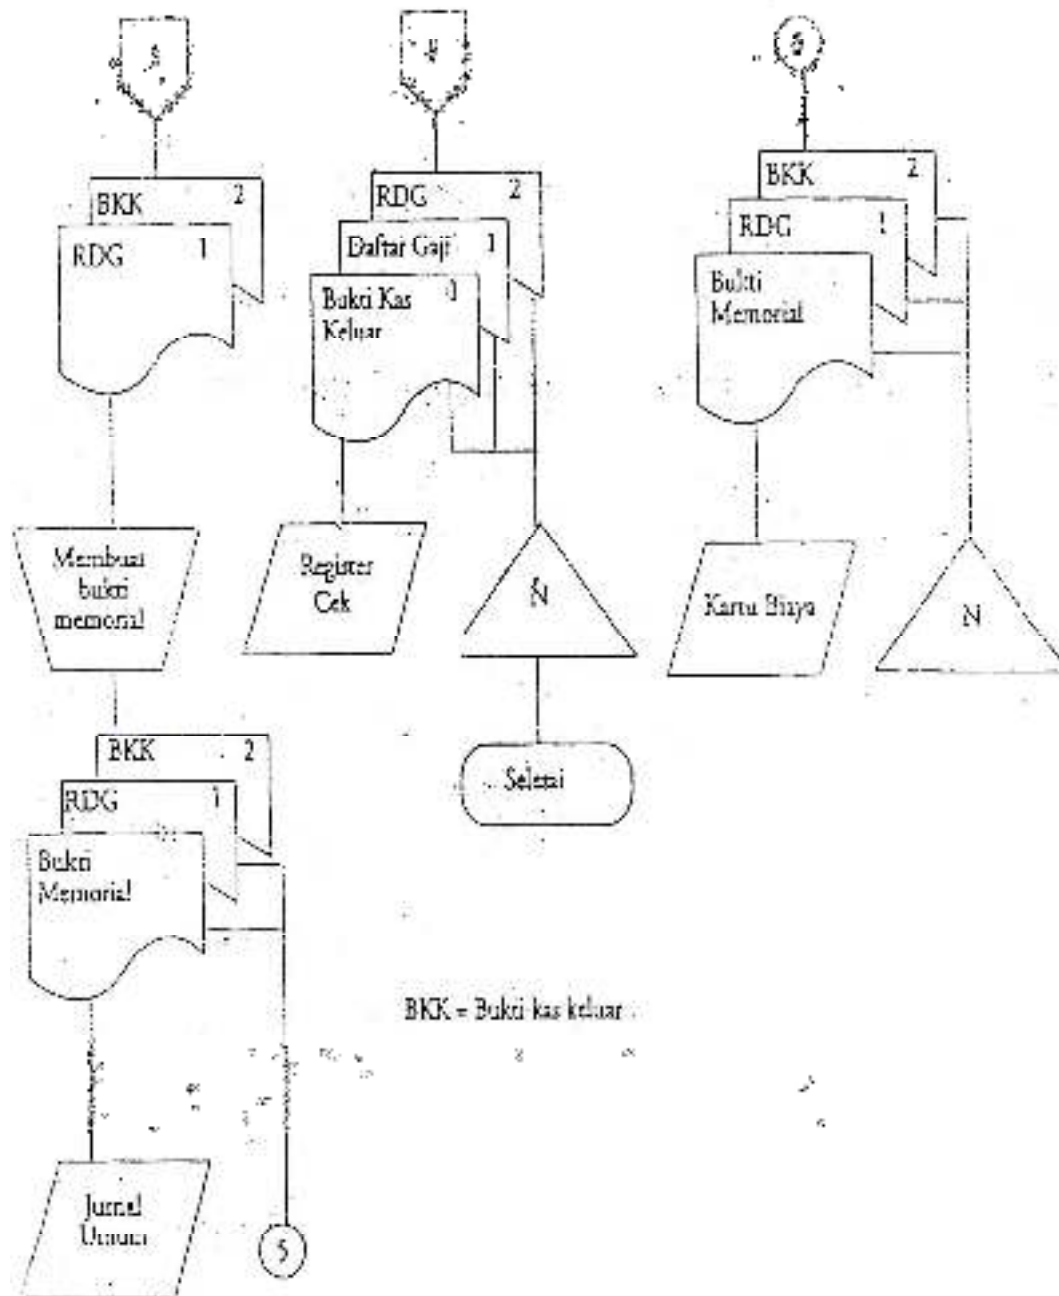 BKK 2
RDG 1
Membuat
bukti
memorial
BKK 2
RDG 1
Bukti
Memorial
Jurnal
Umum
5
RDG 2
Daftar Gaji 1
Bukti Kas 1
Keluar
Register
Cek
N
Selesai
BKK 2
RDG 1
Bukti
Memorial
Kartu Biaya
N
BKK = Bukti kas keluar